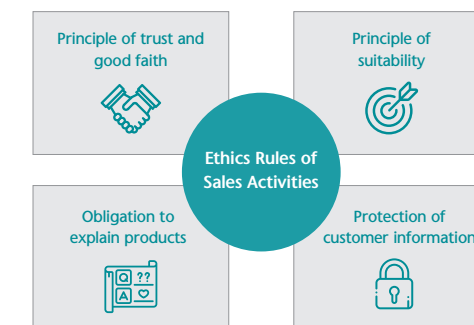 Principle of trust and
good faith
Principle of
suitability
Ethics Rules of
Sales Activities
Obligation to
explain products
Q ??
A
Protection of
customer information